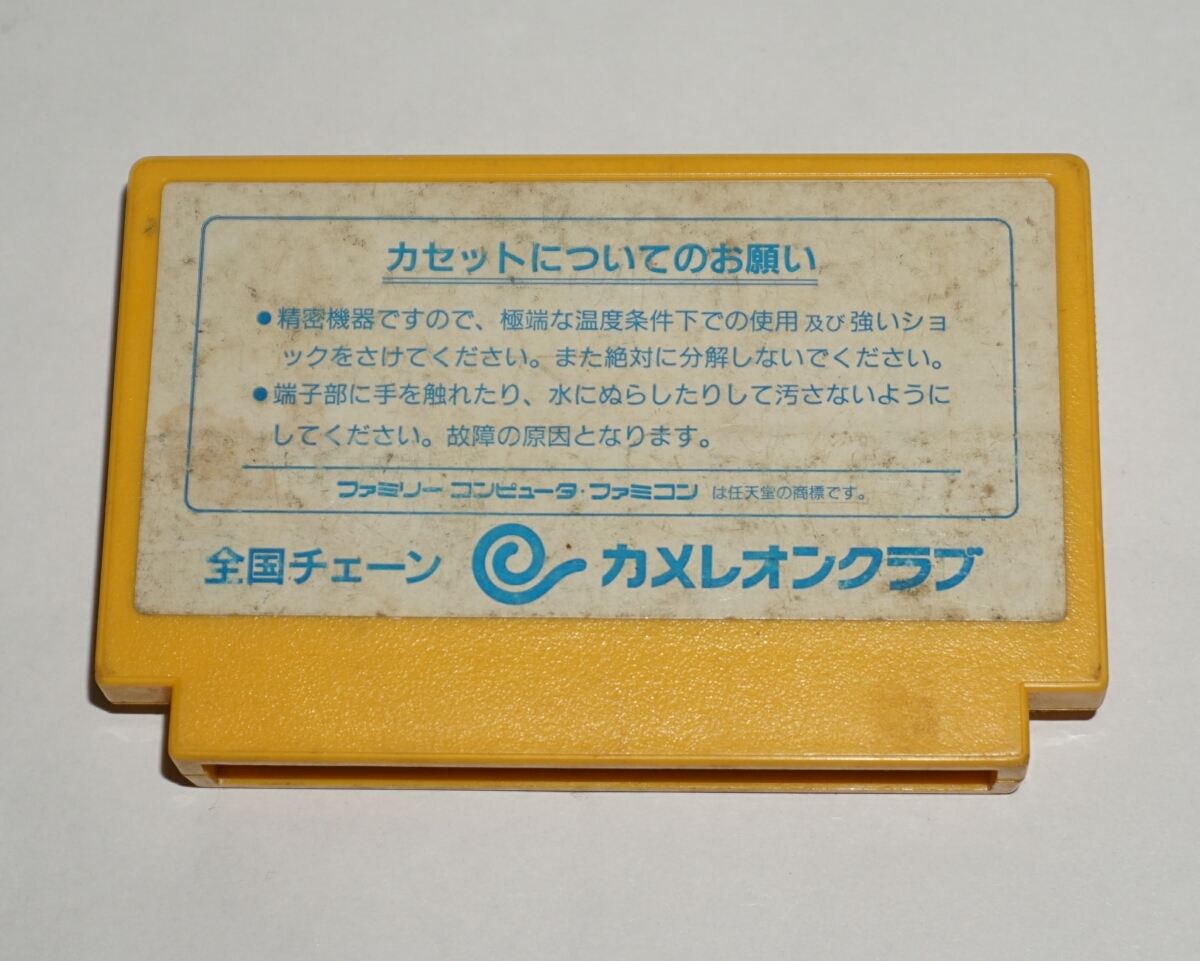 カセットについてのお願い
●精密機器ですので、極端な温度条件下での使用及び強いショ
ックをさけてください。また絶対に分解しないでください。
●端子部に手を触れたり、水にぬらしたりして汚さないように
してください。故障の原因となります。
ファミリーコンピュータ・ファミコン は任天堂の商標です。
全国チェーン カメレオンクラブ